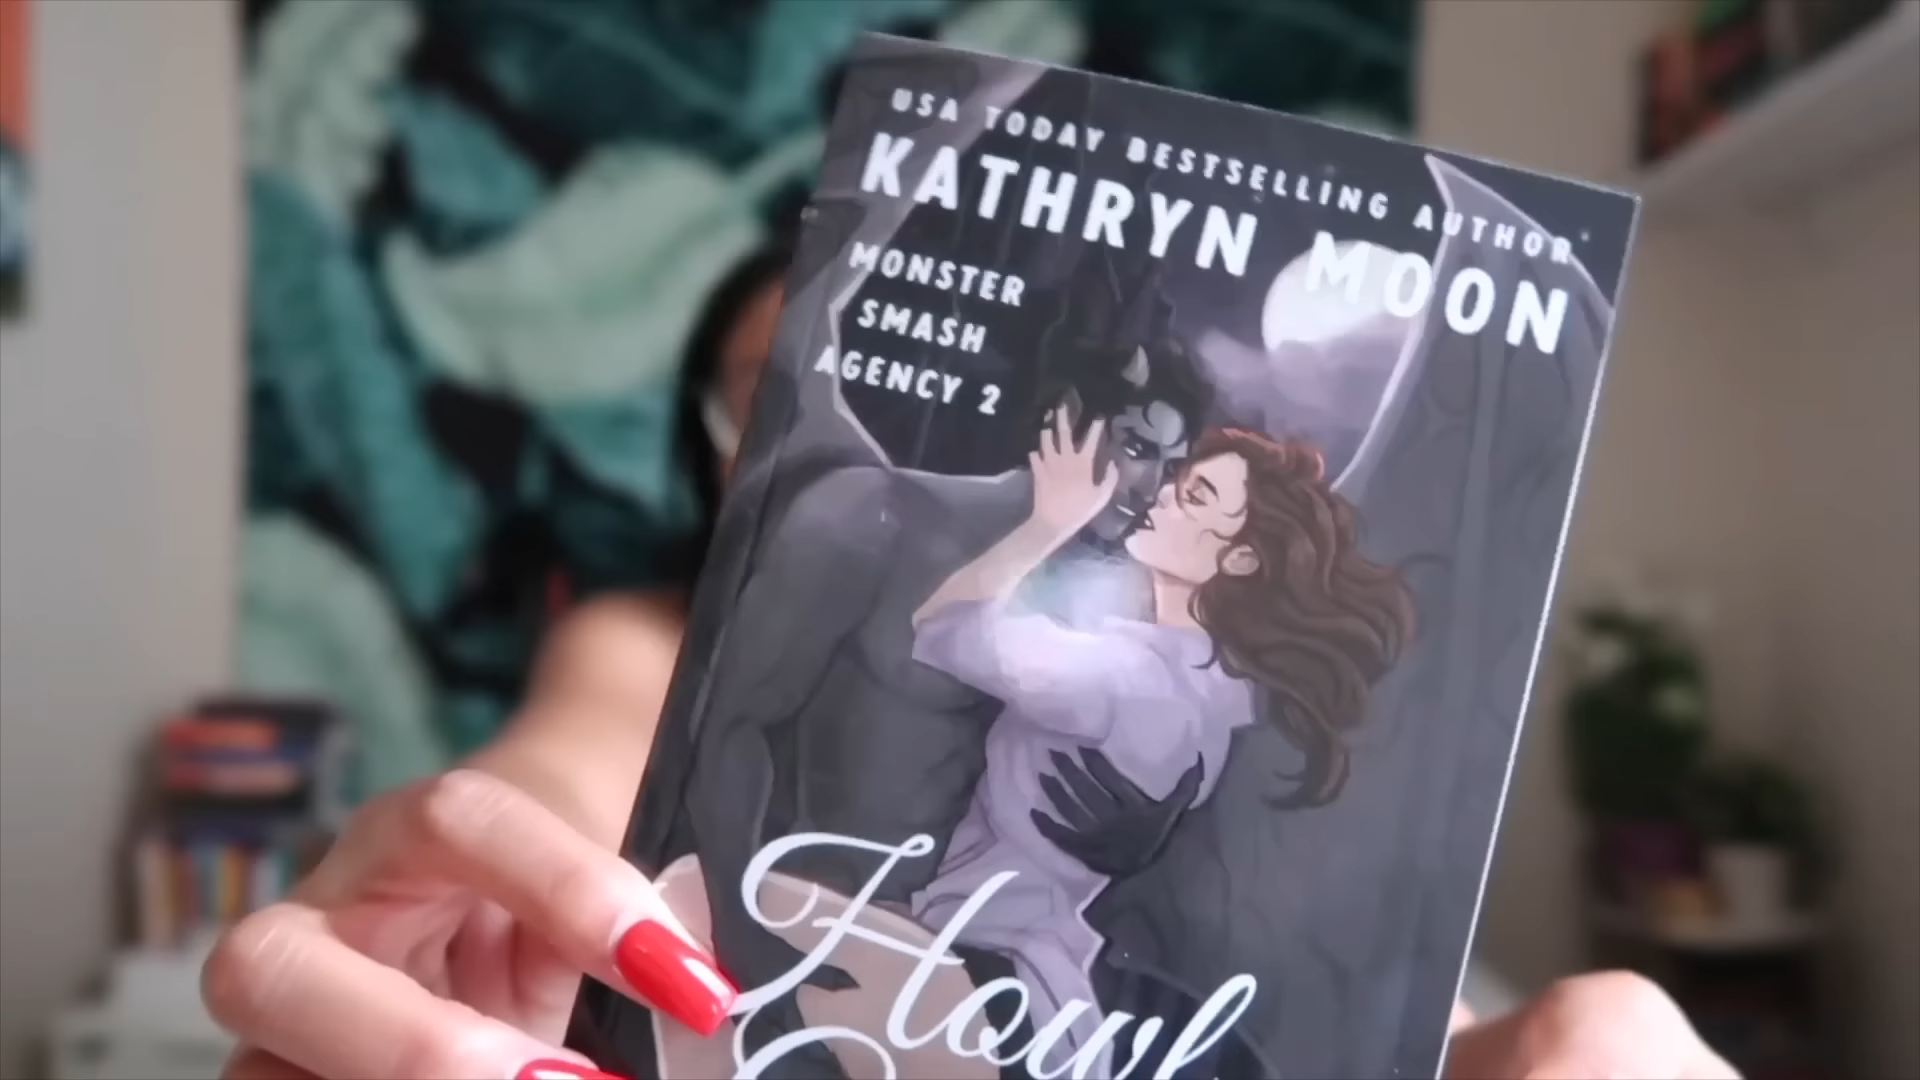 USA TODAY BESTSELLING AUTHOR
KATHRYN MOON
MONSTER
SMASH
AGENCY 2
Howl